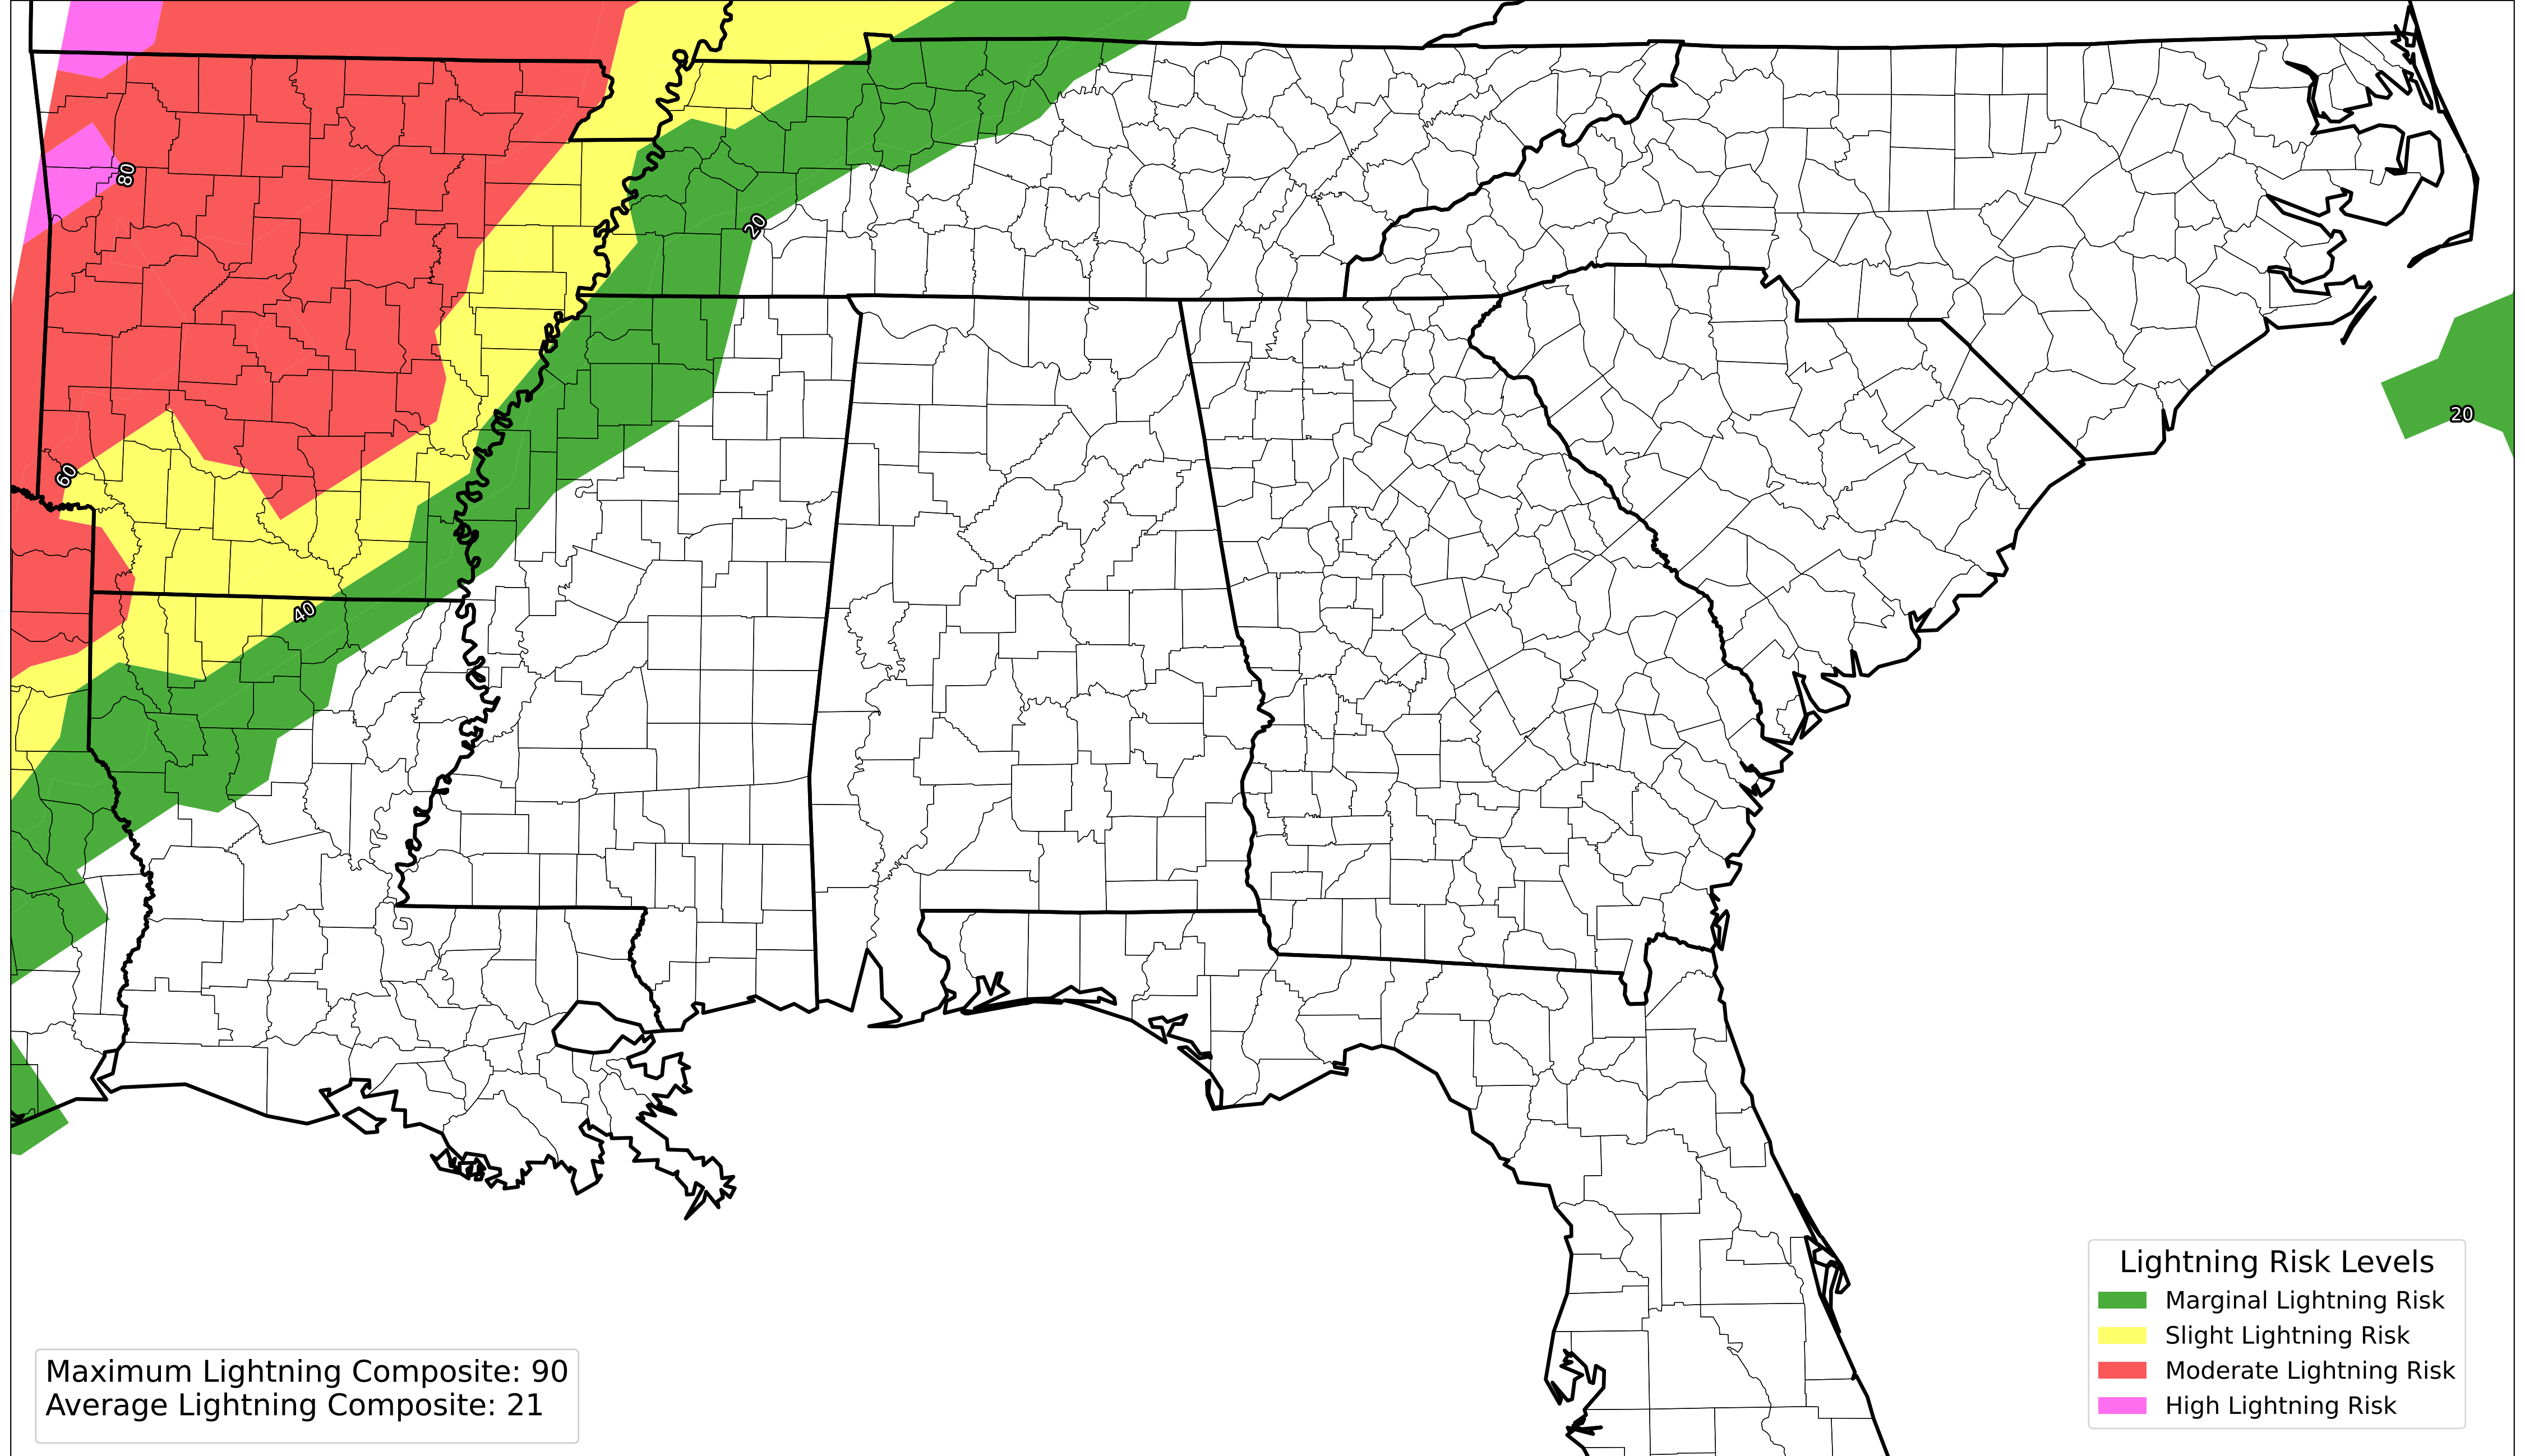 80
20
20
60
40
Lightning Risk Levels
Marginal Lightning Risk
Slight Lightning Risk
Moderate Lightning Risk
High Lightning Risk
Maximum Lightning Composite: 90
Average Lightning Composite: 21